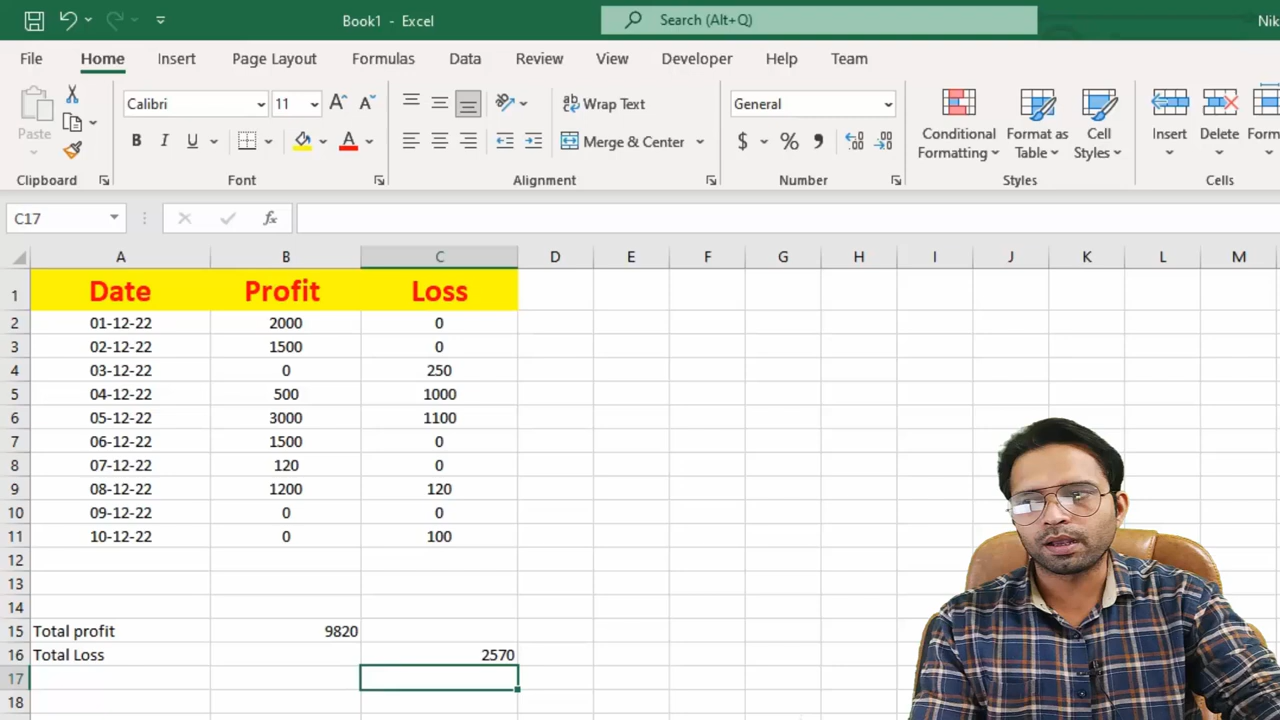 Book1 - Excel
Search (Alt+Q)
Nik
File Home Insert Page Layout Formulas Data Review View Developer Help Team
Paste
Calibri 11 A A
B I U A
ab Wrap Text
Merge & Center
General
$ % 9
Conditional Formatting
Format as Table
Cell Styles
Insert Delete Form
Clipboard Font Alignment Number Styles Cells
C17 fx
A B C D E F G H I J K L M
1 Date Profit Loss
2 01-12-22 2000 0
3 02-12-22 1500 0
4 03-12-22 0 250
5 04-12-22 500 1000
6 05-12-22 3000 1100
7 06-12-22 1500 0
8 07-12-22 120 0
9 08-12-22 1200 120
10 09-12-22 0 0
11 10-12-22 0 100
12
13
14
15 Total profit 9820
16 Total Loss 2570
17
18